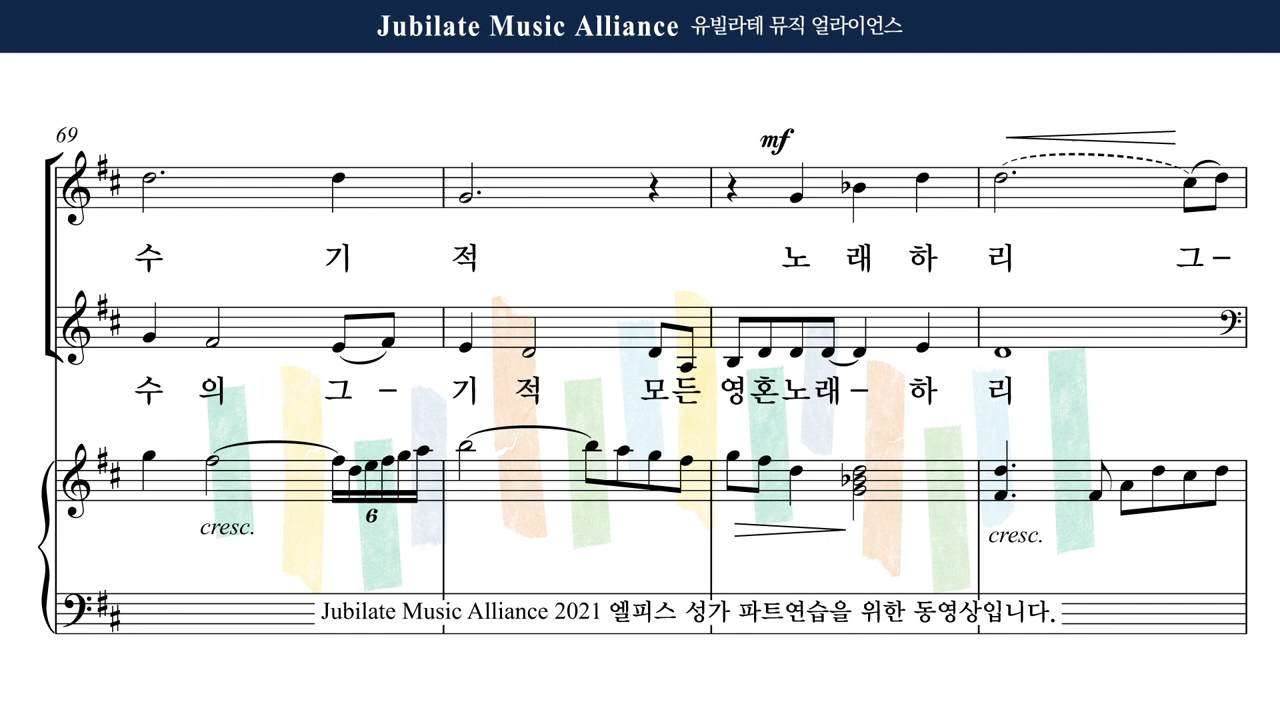 Jubilate Music Alliance 유빌라테 뮤직 얼라이언스
69
mf
수 기 적 노 래 하 리 그 –
수 의 그 – 기 적 모든 영혼노래 – 하 리
6
cresc.
cresc.
Jubilate Music Alliance 2021 엘피스 성가 파트연습을 위한 동영상입니다.